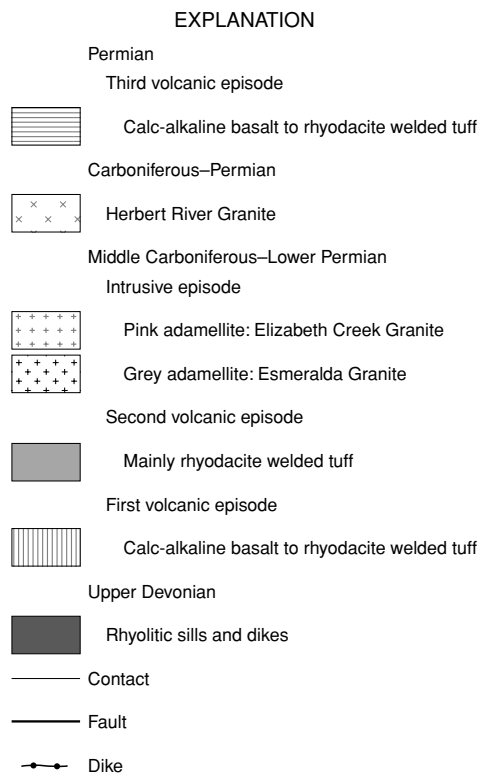 EXPLANATION
Permian
Third volcanic episode
Calc-alkaline basalt to rhyodacite welded tuff
Carboniferous–Permian
Herbert River Granite
Middle Carboniferous–Lower Permian
Intrusive episode
Pink adamellite: Elizabeth Creek Granite
Grey adamellite: Esmeralda Granite
Second volcanic episode
Mainly rhyodacite welded tuff
First volcanic episode
Calc-alkaline basalt to rhyodacite welded tuff
Upper Devonian
Rhyolitic sills and dikes
Contact
Fault
Dike